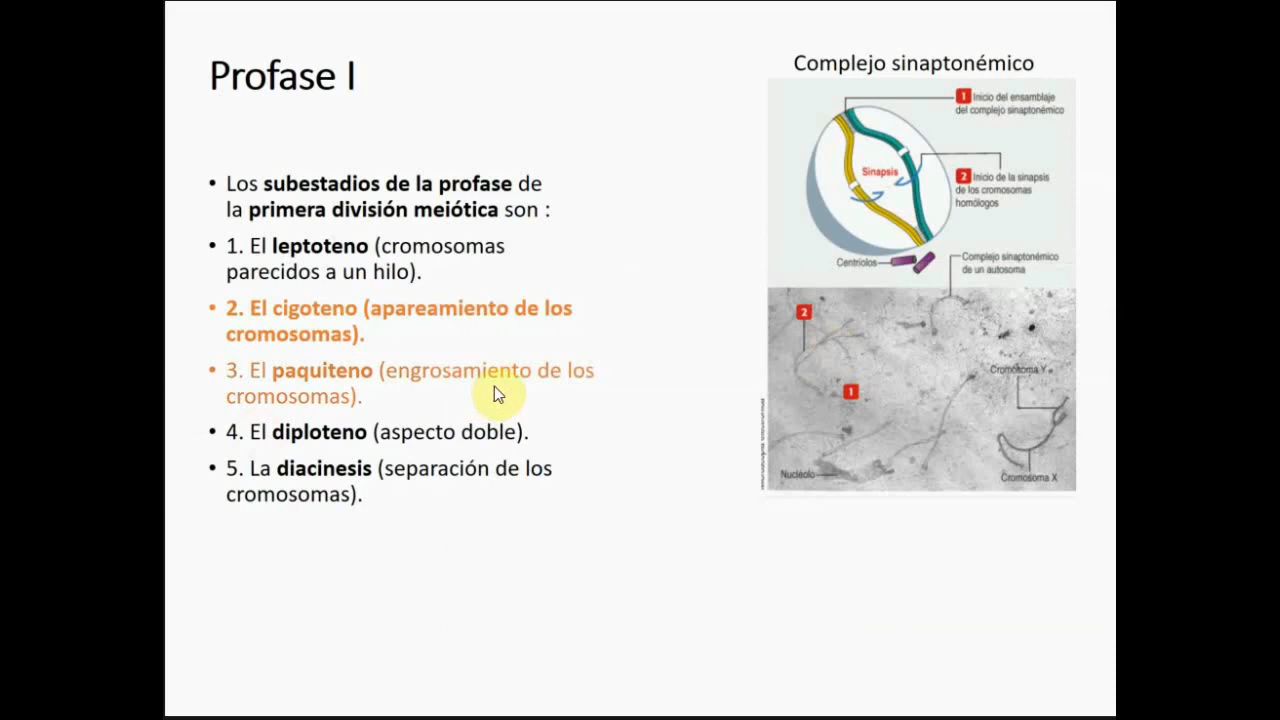 Profase I
• Los subestadios de la profase de
la primera división meiótica son :
• 1. El leptoteno (cromosomas
parecidos a un hilo).
• 2. El cigoteno (apareamiento de los
cromosomas).
• 3. El paquiteno (engrosamiento de los
cromosomas).
• 4. El diploteno (aspecto doble).
• 5. La diacinesis (separación de los
cromosomas).
Complejo sinaptonémico
1 Inicio del ensamblaje
del complejo sinaptonémico
Sinapsis
2 Inicio de la sinapsis
de los cromosomas
homólogos
Centriolos
Complejo sinaptonémico
de un autosoma
2
1
Cromosoma Y
Nucléolo
Cromosoma X